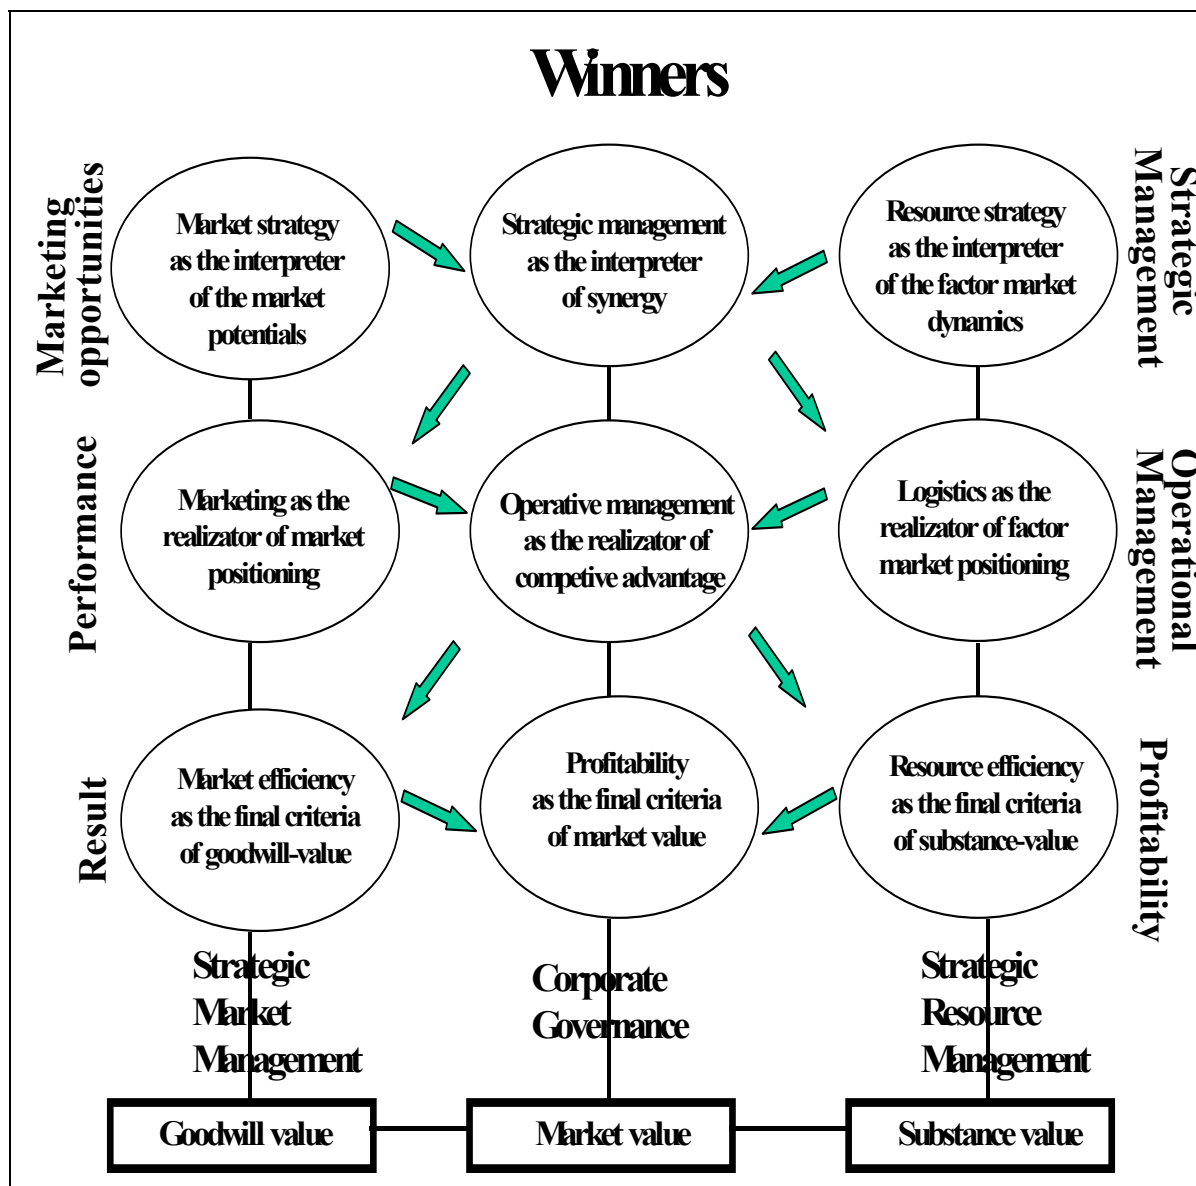 Winners
Marketing
opportunities
Market strategy
as the interpreter
of the market
potentials
Strategic management
as the interpreter
of synergy
Resource strategy
as the interpreter
of the factor market
dynamics
Strategic
Management
Performance
Marketing as the
realizator of market
positioning
Operative management
as the realizator of
competive advantage
Logistics as the
realizator of factor
market positioning
Operational
Management
Result
Market efficiency
as the final criteria
of goodwill-value
Profitability
as the final criteria
of market value
Resource efficiency
as the final criteria
of substance-value
Profitability
Strategic
Market
Management
Corporate
Governance
Strategic
Resource
Management
Goodwill value
Market value
Substance value